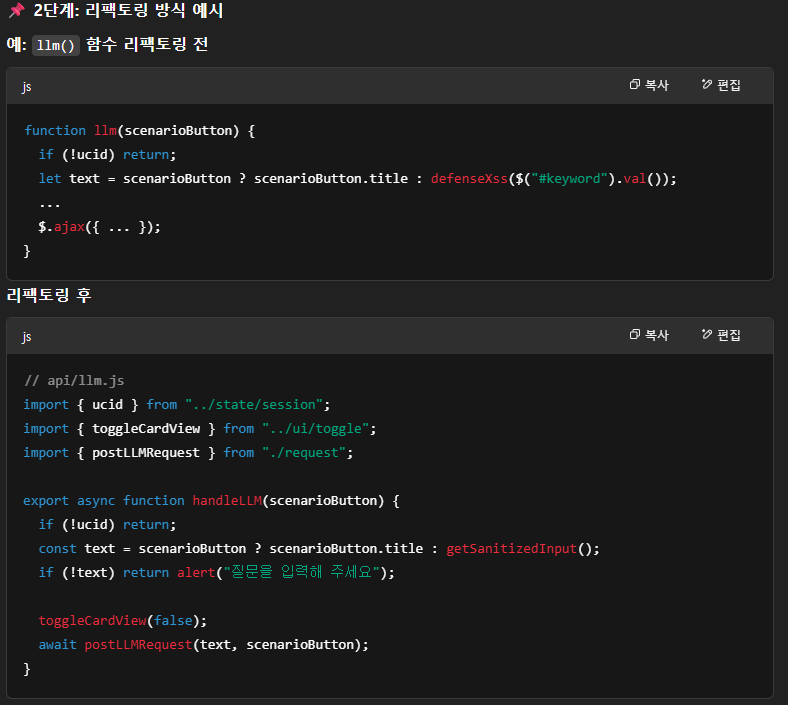 📌 2단계: 리팩토링 방식 예시
예: llm() 함수 리팩토링 전
js 복사 편집
function llm(scenarioButton) {
  if (!ucid) return;
  let text = scenarioButton ? scenarioButton.title : defenseXss($("#keyword").val());
  ...
  $.ajax({ ... });
}
리팩토링 후
js 복사 편집
// api/llm.js
import { ucid } from "../state/session";
import { toggleCardView } from "../ui/toggle";
import { postLLMRequest } from "./request";
export async function handleLLM(scenarioButton) {
  if (!ucid) return;
  const text = scenarioButton ? scenarioButton.title : getSanitizedInput();
  if (!text) return alert("질문을 입력해 주세요");
  toggleCardView(false);
  await postLLMRequest(text, scenarioButton);
}